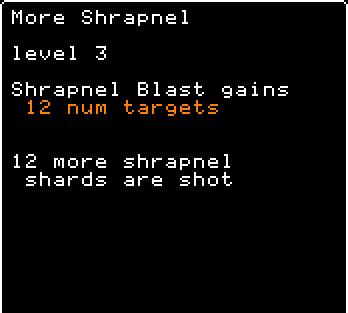 More Shrapnel
level 3
Shrapnel Blast gains
12 num targets
12 more shrapnel
shards are shot